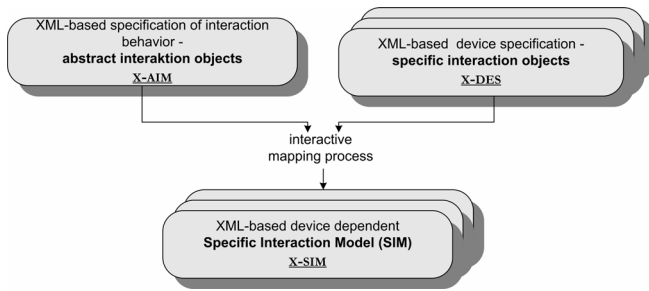 XML-based specification of interaction
behavior -
abstract interaktion objects
X-AIM
XML-based device specification -
specific interaction objects
X-DES
interactive
mapping process
XML-based device dependent
Specific Interaction Model (SIM)
X-SIM